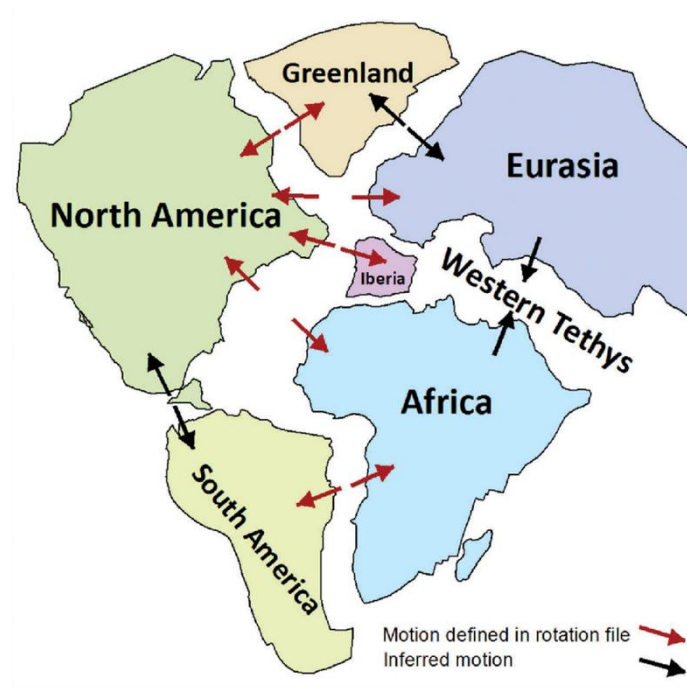 Greenland
Eurasia
North America
Iberia
Western Tethys
Africa
South America
Motion defined in rotation file
Inferred motion